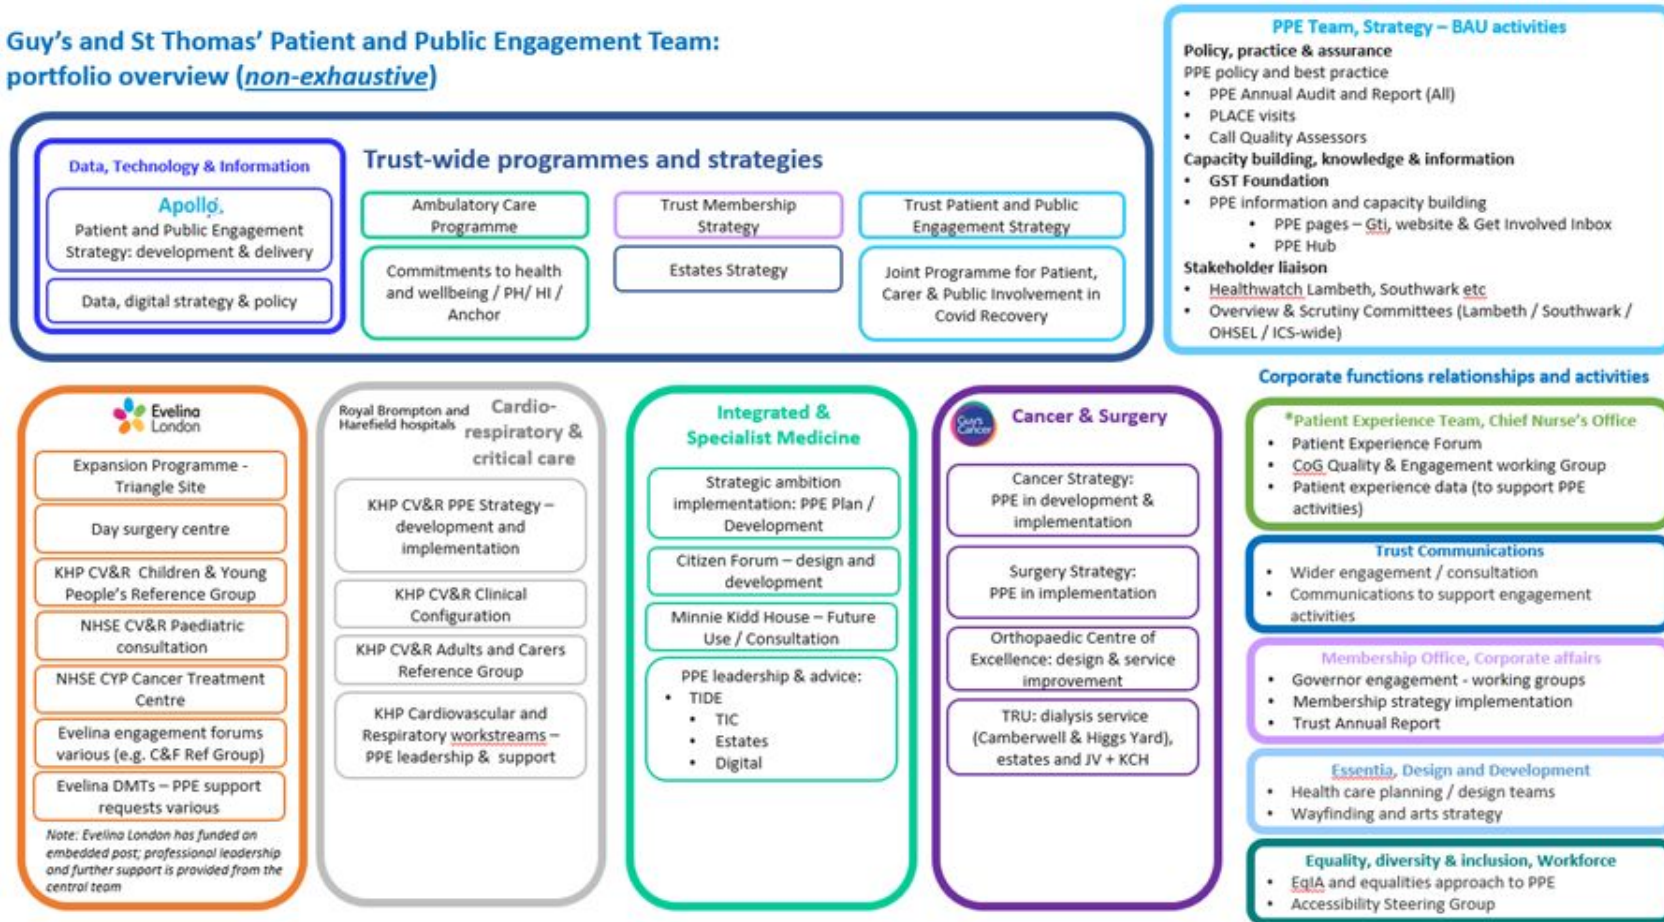 Guy's and St Thomas' Patient and Public Engagement Team:
portfolio overview (non-exhaustive)
Data, Technology & Information
Apollo,
Patient and Public Engagement
Strategy: development & delivery
Data, digital strategy & policy
Trust-wide programmes and strategies
Ambulatory Care
Programme
Commitments to health
and wellbeing / PH/ HI /
Anchor
Trust Membership
Strategy
Estates Strategy
Trust Patient and Public
Engagement Strategy
Joint Programme for Patient,
Carer & Public Involvement in
Covid Recovery
PPE Team, Strategy – BAU activities
Policy, practice & assurance
PPE policy and best practice
• PPE Annual Audit and Report (All)
• PLACE visits
• Call Quality Assessors
Capacity building, knowledge & information
• GST Foundation
• PPE information and capacity building
• PPE pages – Gti, website & Get Involved Inbox
• PPE Hub
Stakeholder liaison
• Healthwatch Lambeth, Southwark etc
• Overview & Scrutiny Committees (Lambeth / Southwark /
OHSEL / ICS-wide)
Evelina
London
Expansion Programme -
Triangle Site
Day surgery centre
KHP CV&R Children & Young
People's Reference Group
NHSE CV&R Paediatric
consultation
NHSE CYP Cancer Treatment
Centre
Evelina engagement forums
various (e.g. C&F Ref Group)
Evelina DMTs – PPE support
requests various
Note: Evelina London has funded an
embedded post; professional leadership
and further support is provided from the
central team
Royal Brompton and
Harefield hospitals
Cardio-
respiratory &
critical care
KHP CV&R PPE Strategy –
development and
implementation
KHP CV&R Clinical
Configuration
KHP CV&R Adults and Carers
Reference Group
KHP Cardiovascular and
Respiratory workstreams –
PPE leadership & support
Integrated &
Specialist Medicine
Strategic ambition
implementation: PPE Plan /
Development
Citizen Forum – design and
development
Minnie Kidd House – Future
Use / Consultation
PPE leadership & advice:
• TIDE
• TIC
• Estates
• Digital
Guy's
Cancer
Cancer & Surgery
Cancer Strategy:
PPE in development &
implementation
Surgery Strategy:
PPE in implementation
Orthopaedic Centre of
Excellence: design & service
improvement
TRU: dialysis service
(Camberwell & Higgs Yard),
estates and JV + KCH
Corporate functions relationships and activities
*Patient Experience Team, Chief Nurse's Office
• Patient Experience Forum
• CoG Quality & Engagement working Group
• Patient experience data (to support PPE
activities)
Trust Communications
• Wider engagement / consultation
• Communications to support engagement
activities
Membership Office, Corporate affairs
• Governor engagement - working groups
• Membership strategy implementation
• Trust Annual Report
Essentia, Design and Development
• Health care planning / design teams
• Wayfinding and arts strategy
Equality, diversity & inclusion, Workforce
• EqIA and equalities approach to PPE
• Accessibility Steering Group